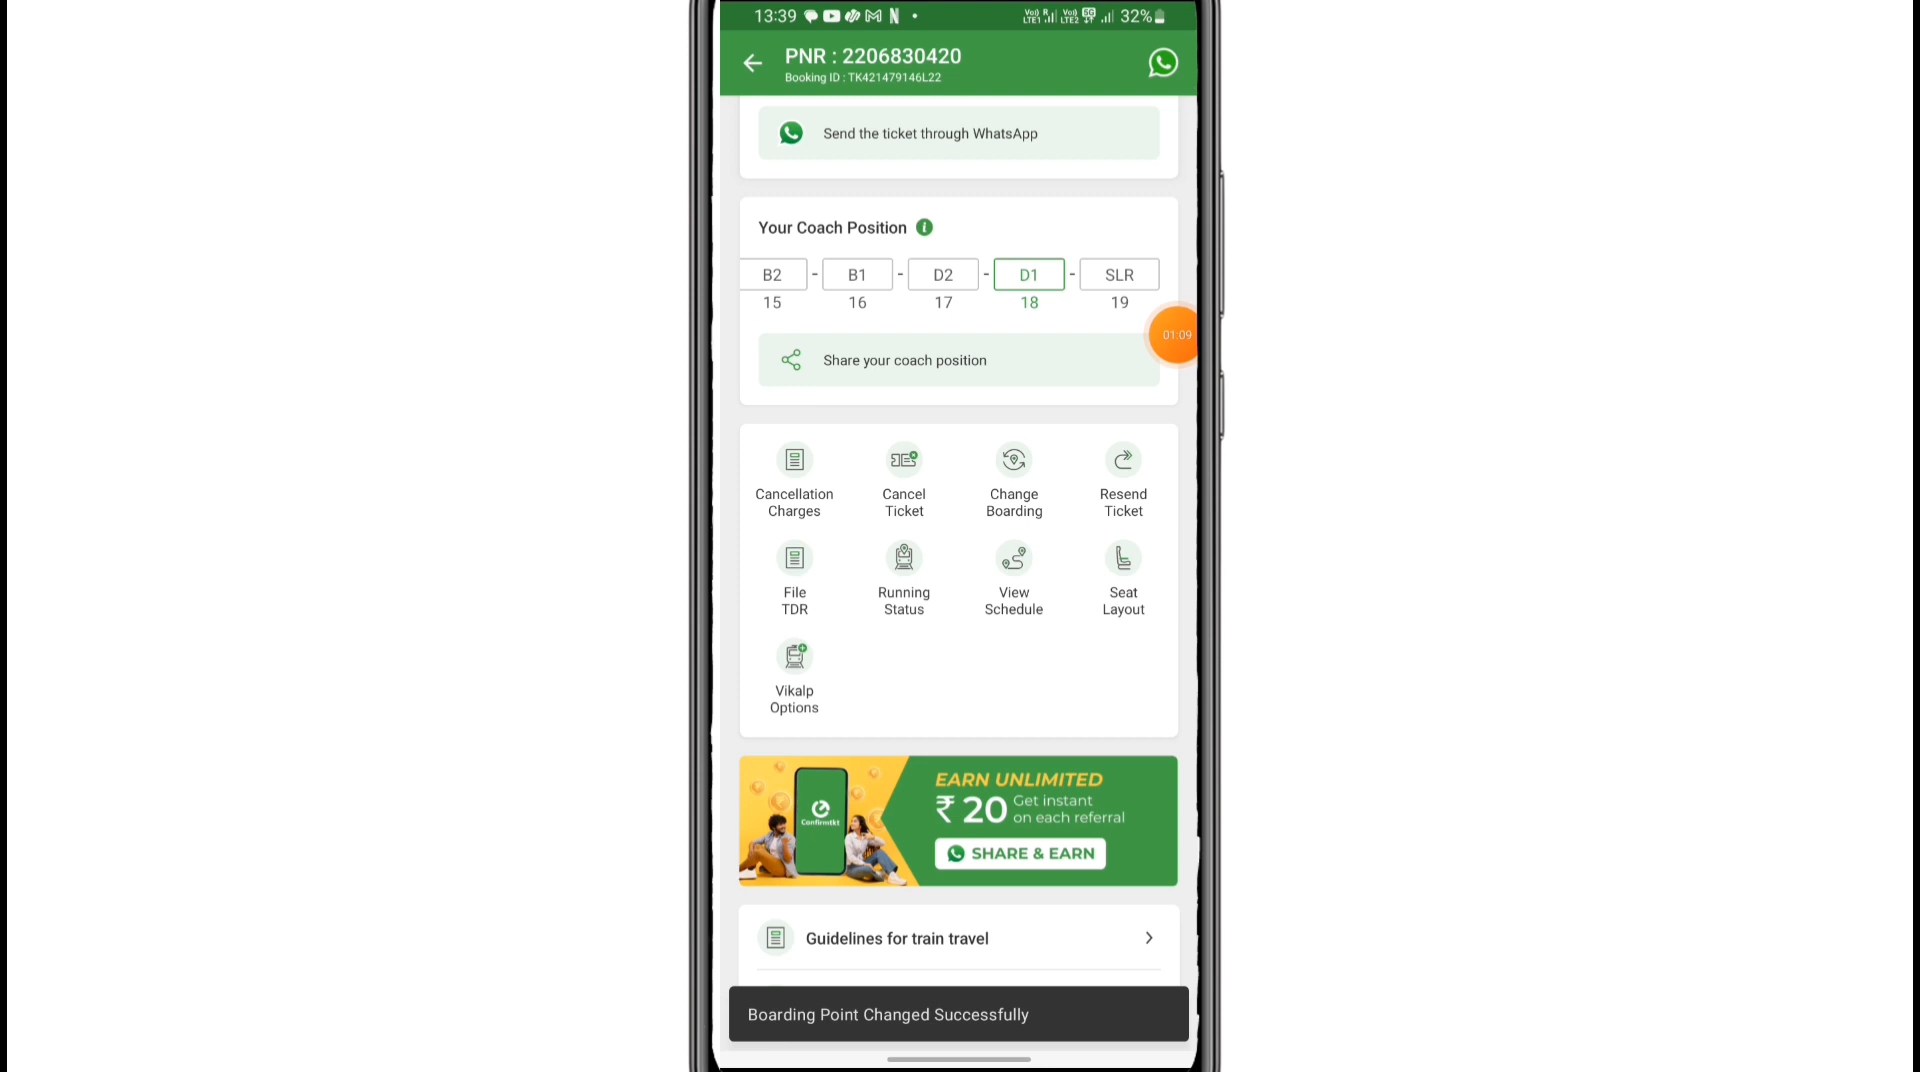 13:39 32%
PNR : 2206830420
Booking ID : TK421479146L22
Send the ticket through WhatsApp
Your Coach Position
B2 - B1 - D2 - D1 - SLR
15 16 17 18 19
01:09
Share your coach position
Cancellation Charges
Cancel Ticket
Change Boarding
Resend Ticket
File TDR
Running Status
View Schedule
Seat Layout
Vikalp Options
EARN UNLIMITED
₹ 20 Get instant on each referral
Confirmtkt
SHARE & EARN
Guidelines for train travel
Boarding Point Changed Successfully